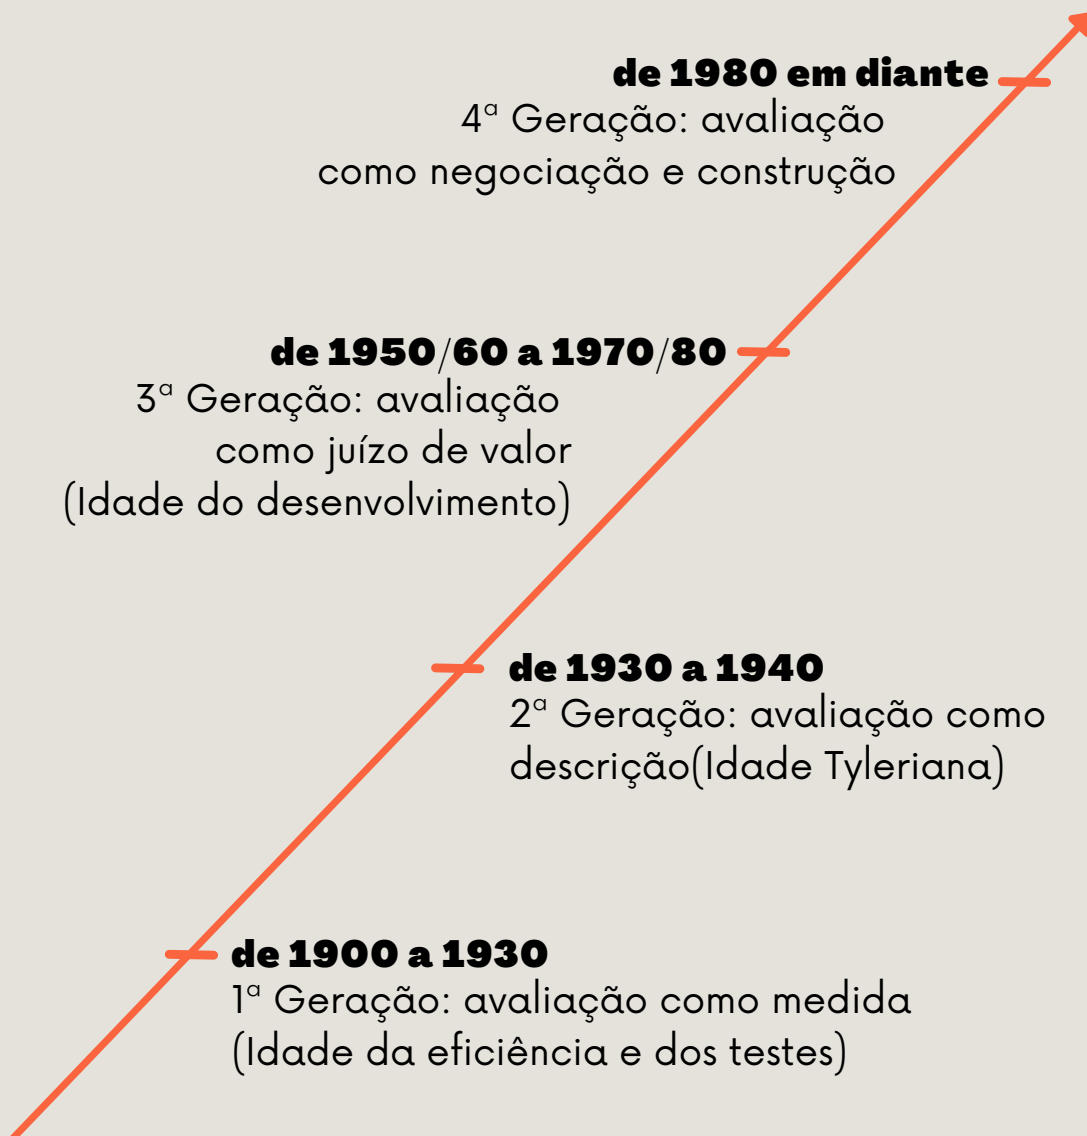 de 1980 em diante
4ª Geração: avaliação
como negociação e construção
de 1950/60 a 1970/80
3ª Geração: avaliação
como juízo de valor
(Idade do desenvolvimento)
de 1930 a 1940
2ª Geração: avaliação como
descrição(Idade Tyleriana)
de 1900 a 1930
1ª Geração: avaliação como medida
(Idade da eficiência e dos testes)